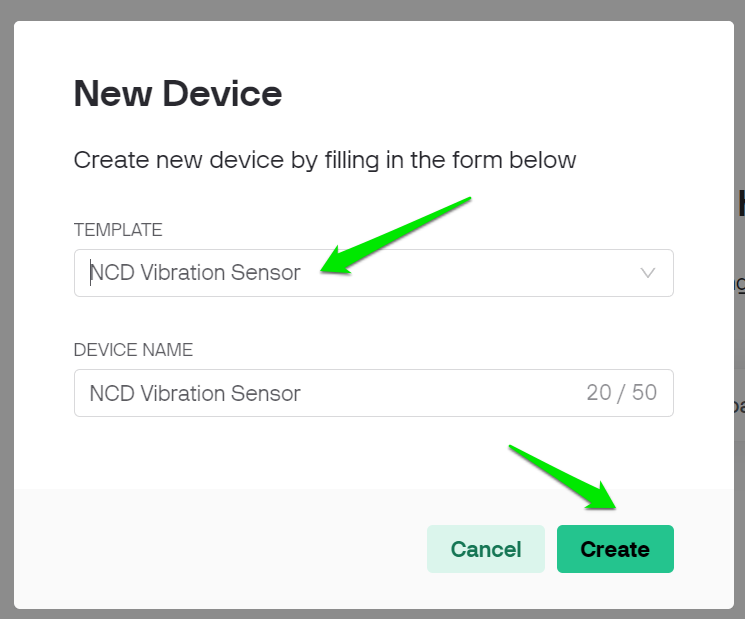 New Device
Create new device by filling in the form below
TEMPLATE
NCD Vibration Sensor
DEVICE NAME
NCD Vibration Sensor 20 / 50
Cancel Create